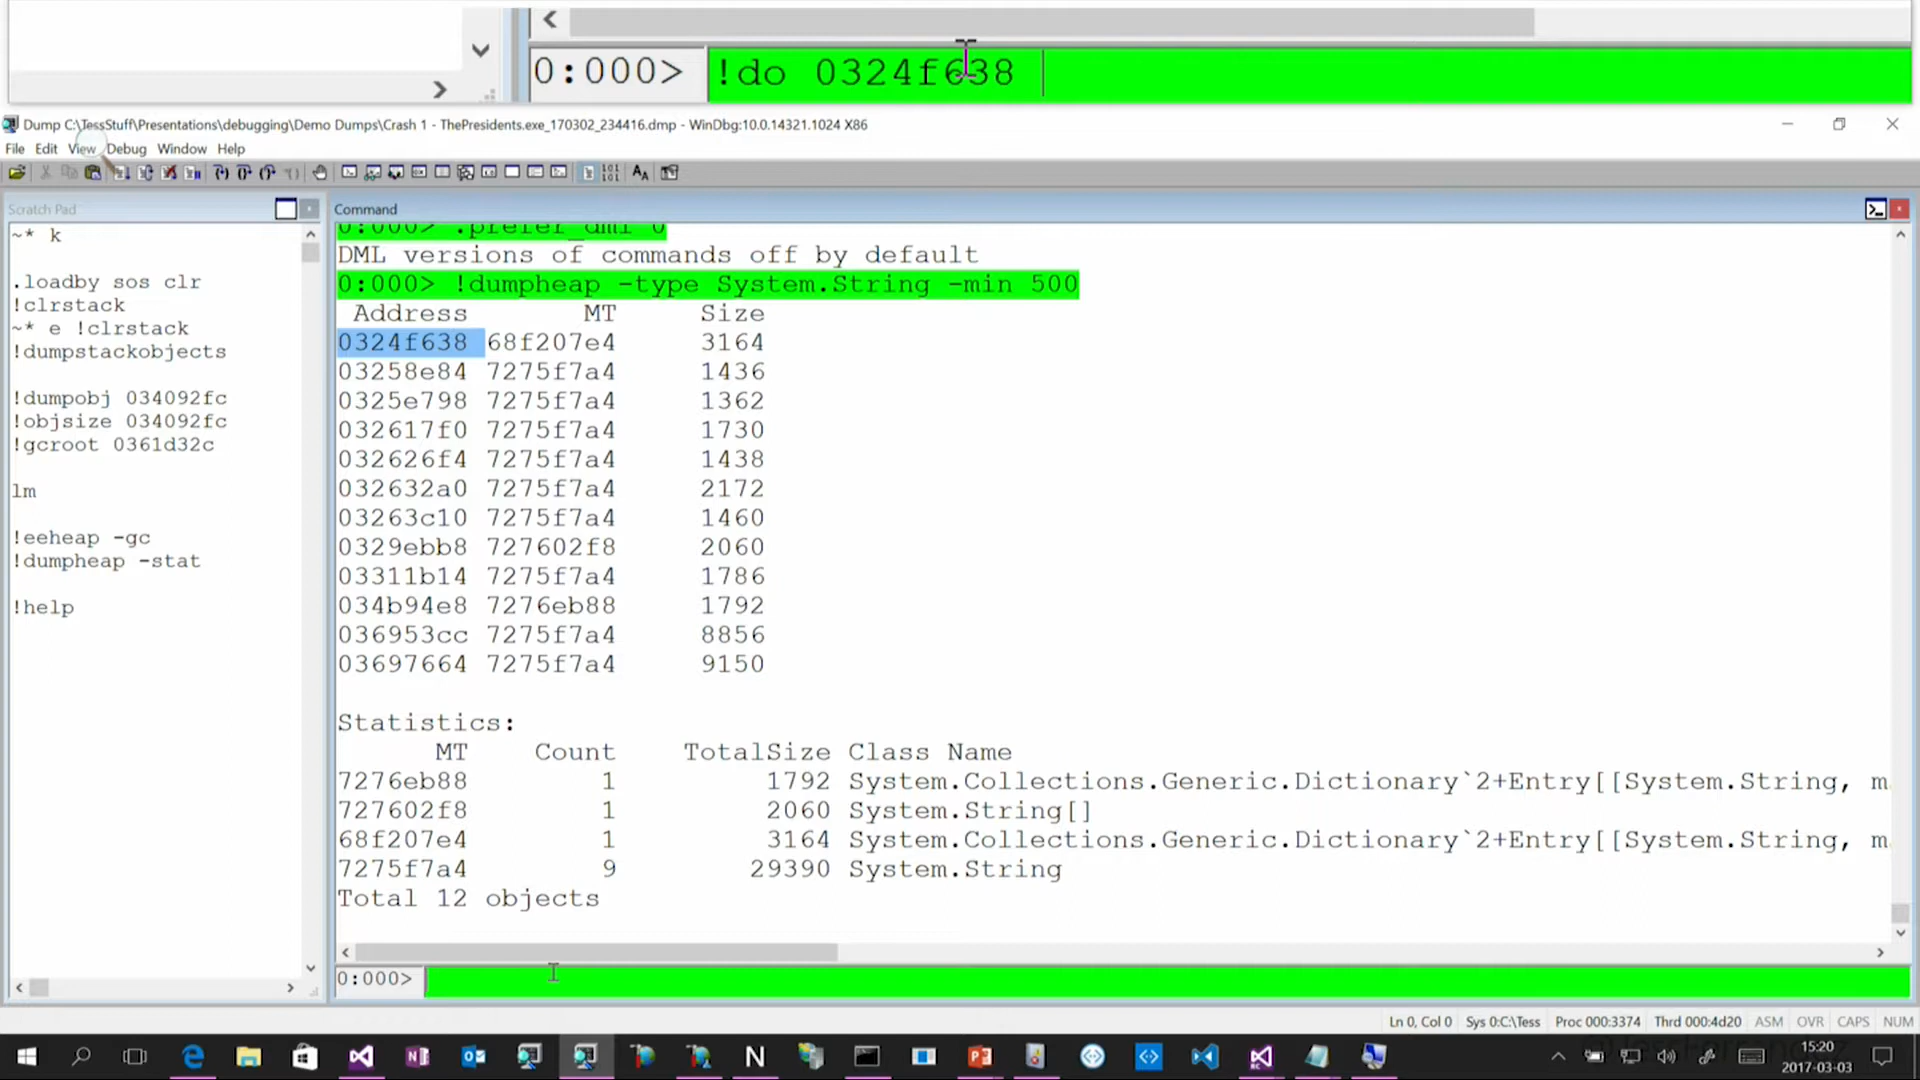 0:000> !do 0324f638
Dump C:\TessStuff\Presentations\debugging\Demo Dumps\Crash 1 - ThePresidents.exe_170302_234416.dmp - WinDbg:10.0.14321.1024 X86
File Edit View Debug Window Help
Scratch Pad
~* k
.loadby sos clr
!clrstack
~* e !clrstack
!dumpstackobjects
!dumpobj 034092fc
!objsize 034092fc
!gcroot 0361d32c
lm
!eeheap -gc
!dumpheap -stat
!help
Command
0:000> .prefer_dml 0
DML versions of commands off by default
0:000> !dumpheap -type System.String -min 500
Address MT Size
0324f638 68f207e4 3164
03258e84 7275f7a4 1436
0325e798 7275f7a4 1362
032617f0 7275f7a4 1730
032626f4 7275f7a4 1438
032632a0 7275f7a4 2172
03263c10 7275f7a4 1460
0329ebb8 727602f8 2060
03311b14 7275f7a4 1786
034b94e8 7276eb88 1792
036953cc 7275f7a4 8856
03697664 7275f7a4 9150
Statistics:
MT Count TotalSize Class Name
7276eb88 1 1792 System.Collections.Generic.Dictionary`2+Entry[[System.String, m
727602f8 1 2060 System.String[]
68f207e4 1 3164 System.Collections.Generic.Dictionary`2+Entry[[System.String, m
7275f7a4 9 29390 System.String
Total 12 objects
0:000>
Ln 0, Col 0 Sys 0:C:\Tess Proc 000:3374 Thrd 000:4d20 ASM OVR CAPS NUM
15:20
2017-03-03